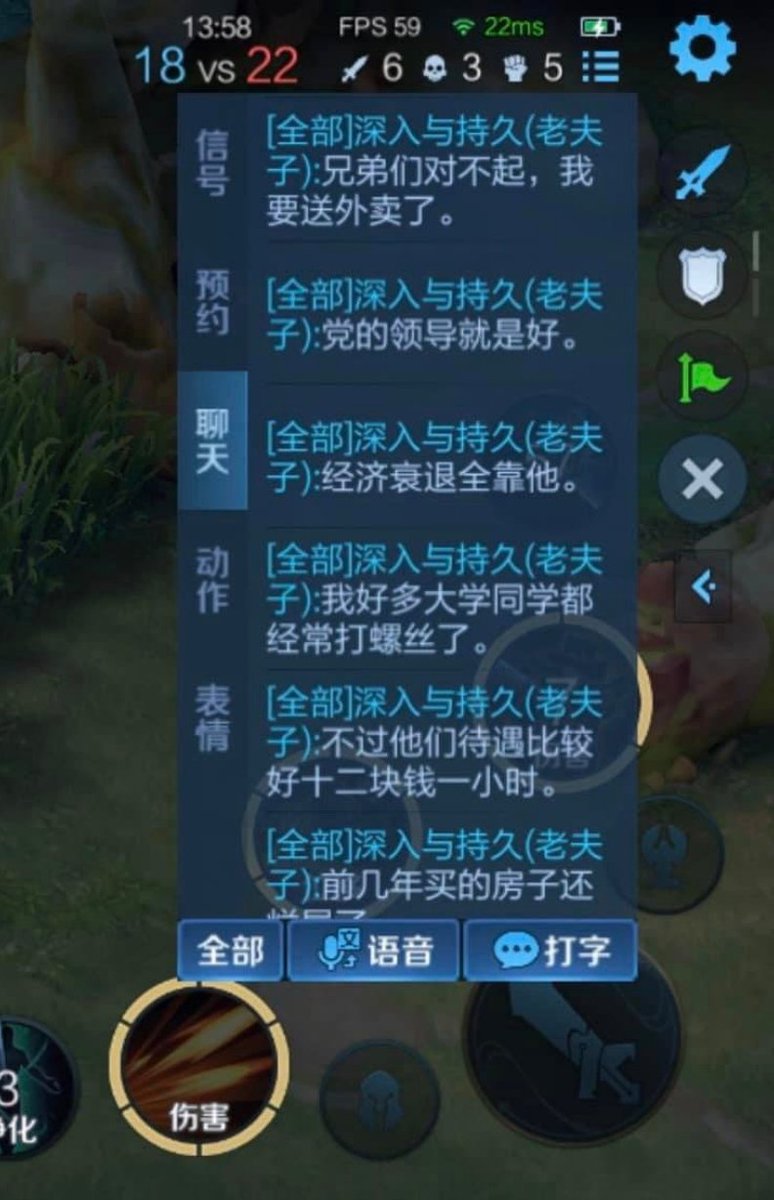 13:58 FPS 59 22ms
18 vs 22 6 3 5
信号
预约
聊天
动作
表情
[全部]深入与持久(老夫
子):兄弟们对不起，我
要送外卖了。
[全部]深入与持久(老夫
子):党的领导就是好。
[全部]深入与持久(老夫
子):经济衰退全靠他。
[全部]深入与持久(老夫
子):我好多大学同学都
经常打螺丝了。
[全部]深入与持久(老夫
子):不过他们待遇比较
好十二块钱一小时。
[全部]深入与持久(老夫
子):前几年买的房子还
全部 语音 打字
伤害
3
化